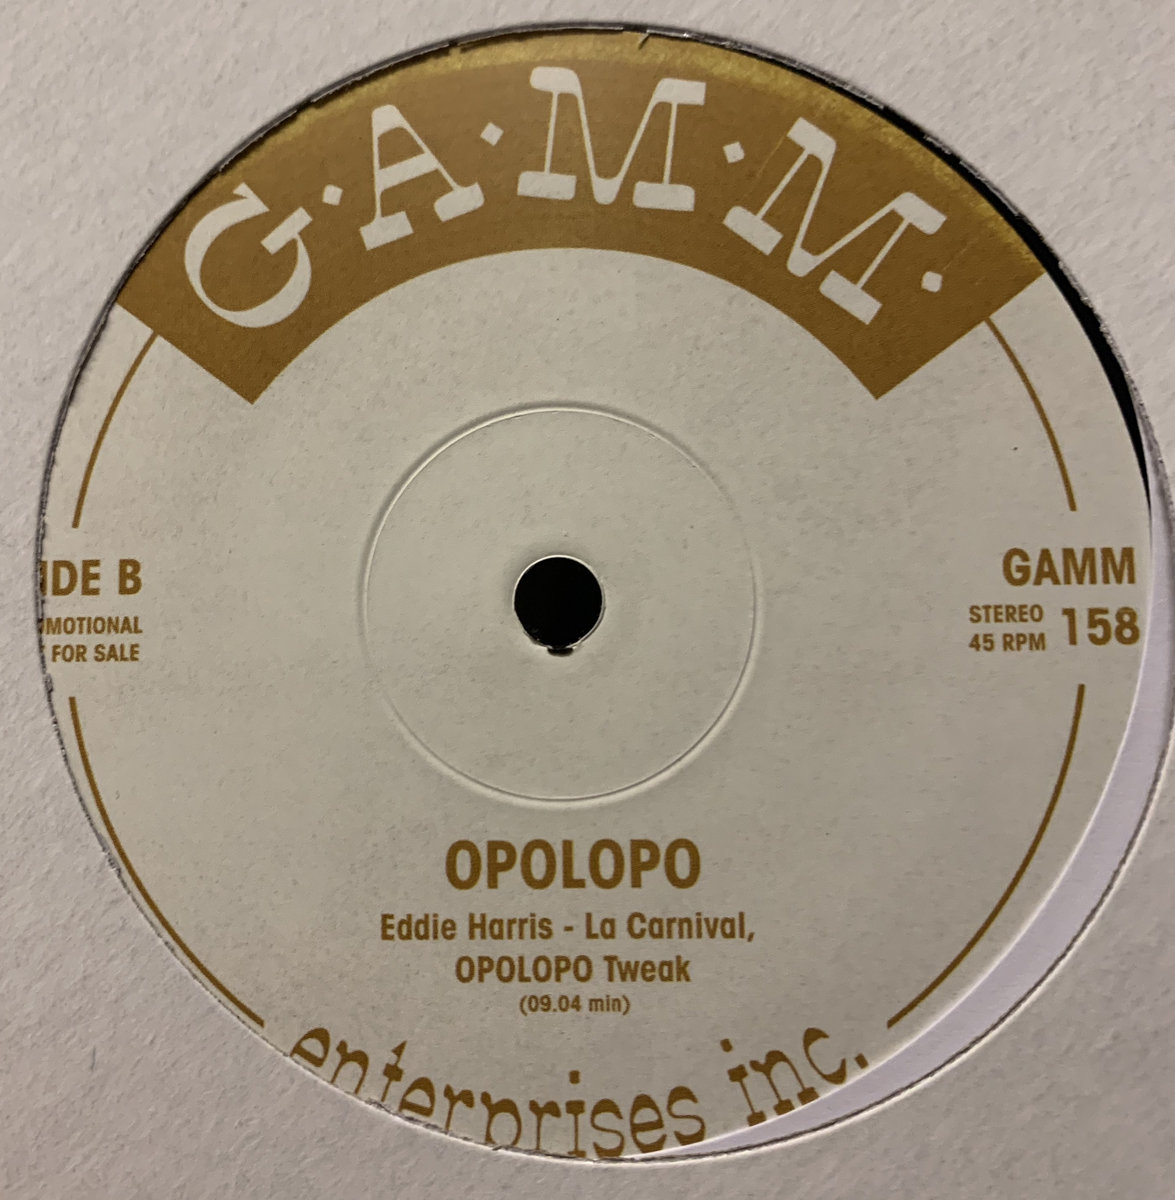 G·A·M·M·
IDE B
MOTIONAL
FOR SALE
GAMM
STEREO
45 RPM
158
OPOLOPO
Eddie Harris - La Carnival,
OPOLOPO Tweak
(09.04 min)
enterprises inc.